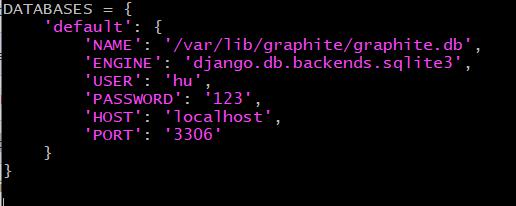 DATABASES = {
    'default': {
        'NAME': '/var/lib/graphite/graphite.db',
        'ENGINE': 'django.db.backends.sqlite3',
        'USER': 'hu',
        'PASSWORD': '123',
        'HOST': 'localhost',
        'PORT': '3306'
    }
}